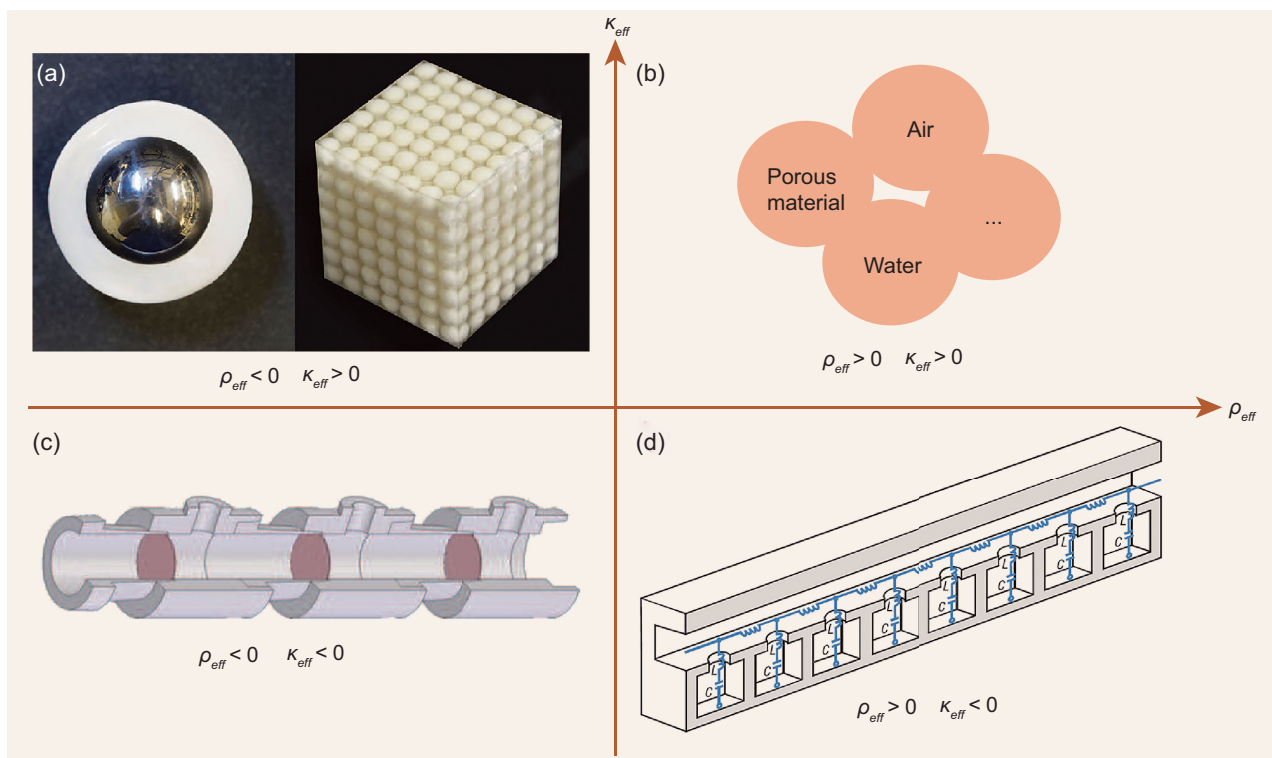 κeff
(a)
ρeff < 0 κeff > 0
(b)
Air
Porous
material
...
Water
ρeff > 0 κeff > 0
ρeff
(c)
ρeff < 0 κeff < 0
(d)
L
C
L
C
L
C
L
C
L
C
L
C
L
C
L
C
ρeff > 0 κeff < 0